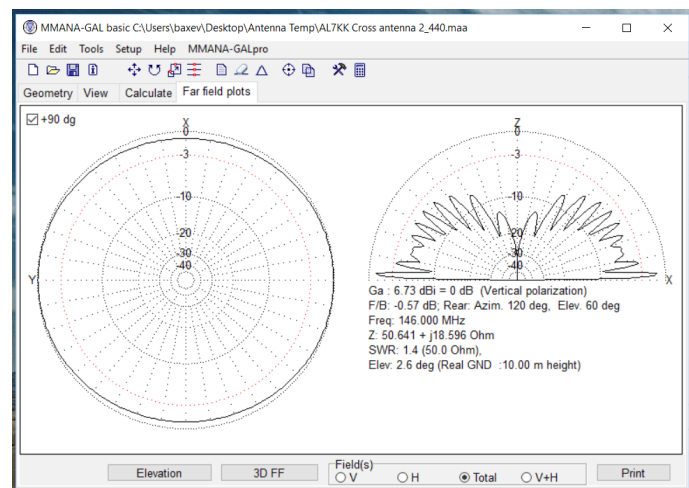 MMANA-GAL basic C:\Users\baxev\Desktop\Antenna Temp\AL7KK Cross antenna 2_440.maa
File Edit Tools Setup Help MMANA-GALpro
Geometry View Calculate Far field plots
+90 dg
X
0
-3
-10
-20
-30
-40
Y
Z
0
-3
-10
-20
-30
-40
X
Ga : 6.73 dBi = 0 dB (Vertical polarization)
F/B: -0.57 dB; Rear: Azim. 120 deg, Elev. 60 deg
Freq: 146.000 MHz
Z: 50.641 + j18.596 Ohm
SWR: 1.4 (50.0 Ohm),
Elev: 2.6 deg (Real GND :10.00 m height)
Elevation
3D FF
Field(s)
V H Total V+H
Print